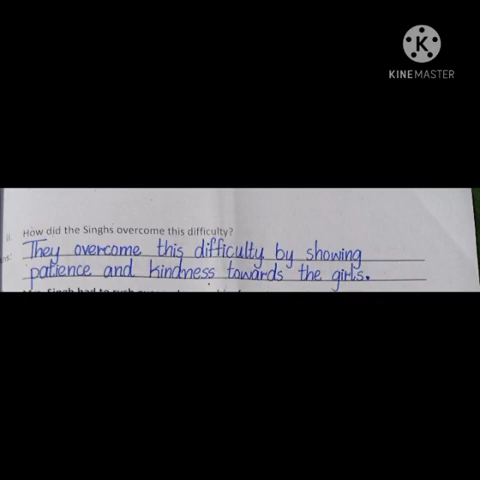 KINEMASTER
ii. How did the Singhs overcome this difficulty?
ans: They overcome this difficulty by showing
patience and kindness towards the girls.